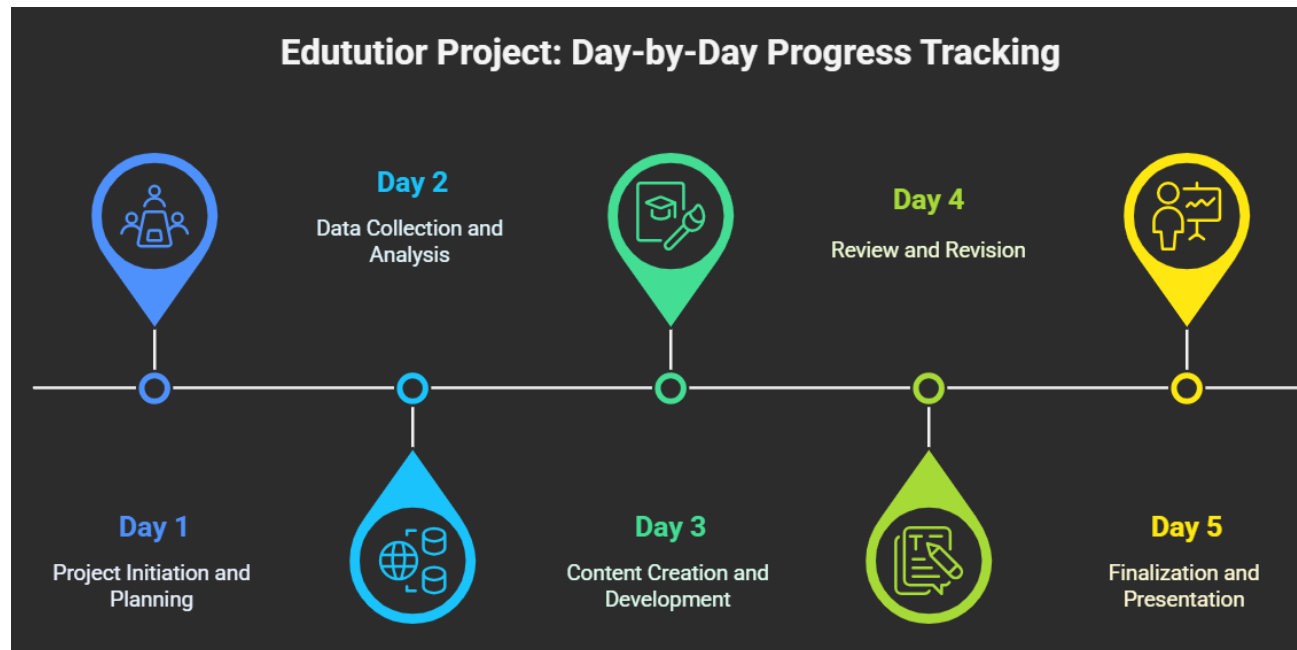 Edututior Project: Day-by-Day Progress Tracking
Day 1
Project Initiation and
Planning
Day 2
Data Collection and
Analysis
Day 3
Content Creation and
Development
Day 4
Review and Revision
Day 5
Finalization and
Presentation